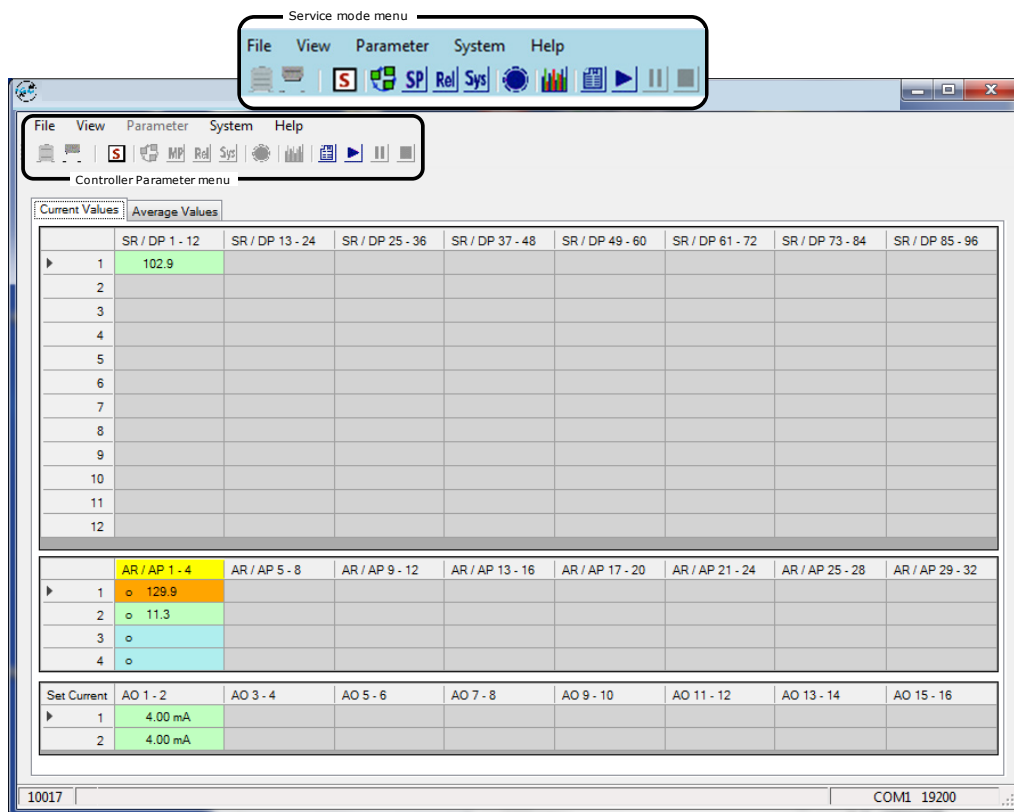 Service mode menu
File View Parameter System Help
S SP Rel Sys
File View Parameter System Help
S MP Rel Sys
Controller Parameter menu
Current Values Average Values
SR / DP 1 - 12 SR / DP 13 - 24 SR / DP 25 - 36 SR / DP 37 - 48 SR / DP 49 - 60 SR / DP 61 - 72 SR / DP 73 - 84 SR / DP 85 - 96
1 102.9
2
3
4
5
6
7
8
9
10
11
12
AR / AP 1 - 4 AR / AP 5 - 8 AR / AP 9 - 12 AR / AP 13 - 16 AR / AP 17 - 20 AR / AP 21 - 24 AR / AP 25 - 28 AR / AP 29 - 32
1 o 129.9
2 o 11.3
3 o
4 o
Set Current AO 1 - 2 AO 3 - 4 AO 5 - 6 AO 7 - 8 AO 9 - 10 AO 11 - 12 AO 13 - 14 AO 15 - 16
1 4.00 mA
2 4.00 mA
10017 COM1 19200